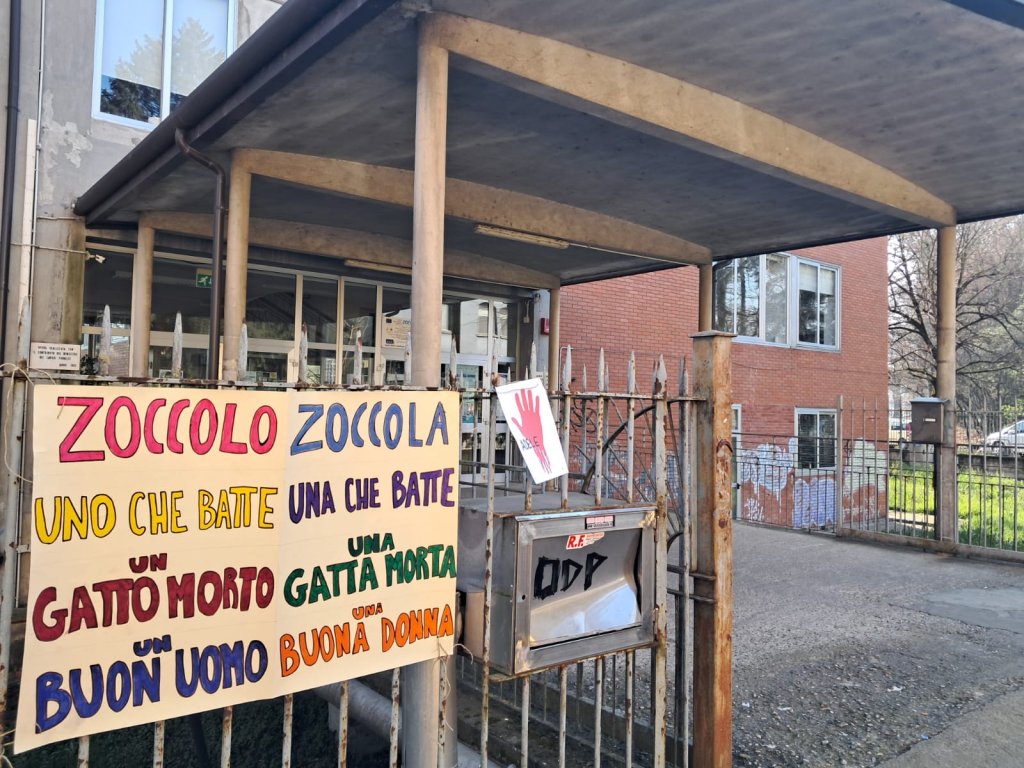 ZOCCOLO
UNO CHE BATTE
UN
GATTO MORTO
UN
BUON UOMO
ZOCCOLA
UNA CHE BATTE
UNA
GATTA MORTA
UNA
BUONA DONNA
ADELE
R.F.
ODP